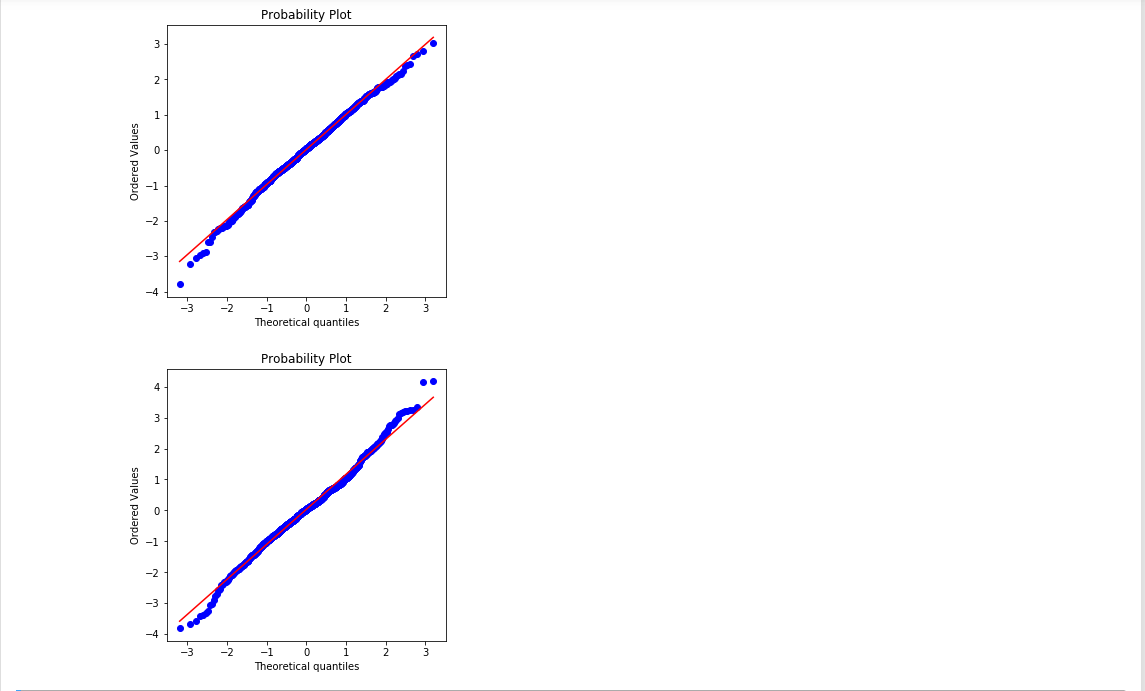 Probability Plot
3
2
1
0
−1
−2
−3
−4
Ordered Values
−3 −2 −1 0 1 2 3
Theoretical quantiles
Probability Plot
4
3
2
1
0
−1
−2
−3
−4
Ordered Values
−3 −2 −1 0 1 2 3
Theoretical quantiles